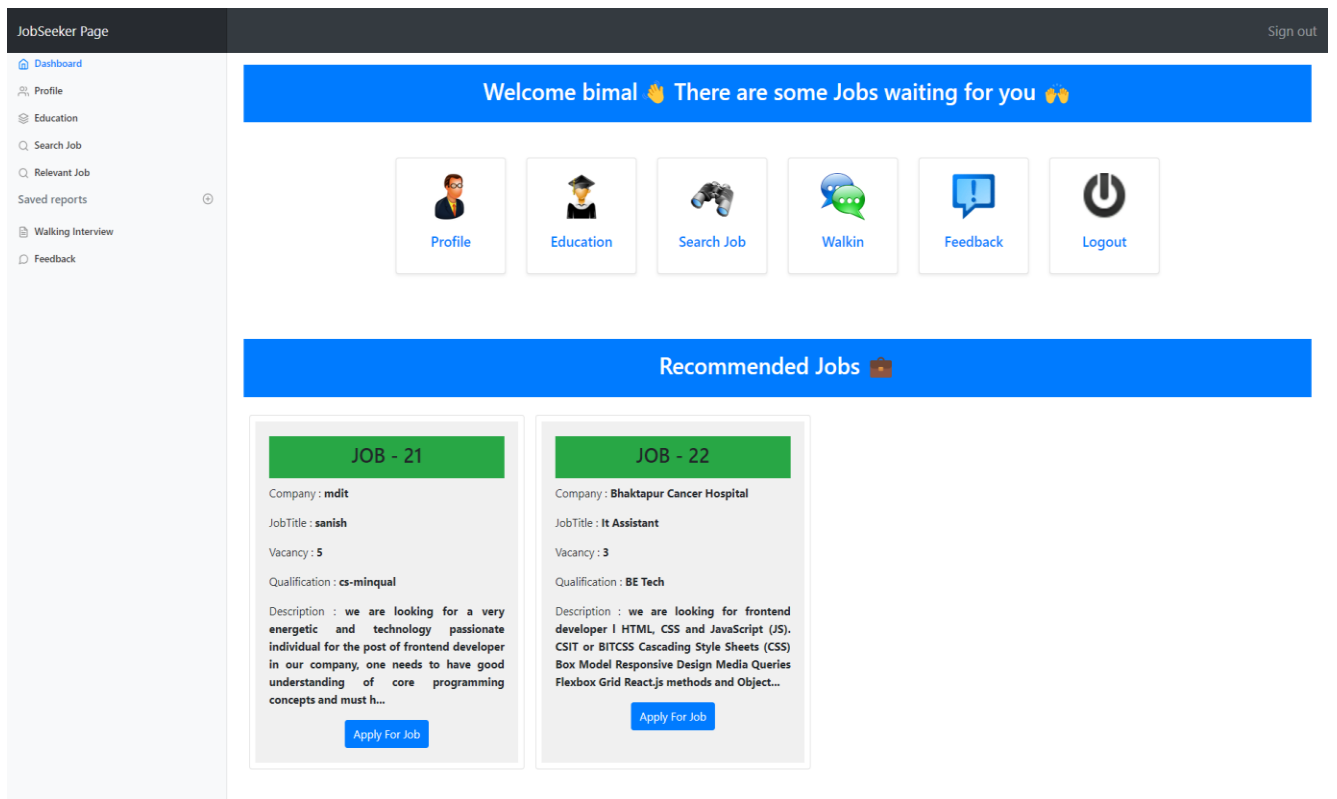 JobSeeker Page
Sign out
Dashboard
Profile
Education
Search Job
Relevant Job
Saved reports
Walking Interview
Feedback
Welcome bimal 👋 There are some Jobs waiting for you 🙌
Profile
Education
Search Job
Walkin
Feedback
Logout
Recommended Jobs 💼
JOB - 21
Company : mdit
JobTitle : sanish
Vacancy : 5
Qualification : cs-minqual
Description : we are looking for a very
energetic and technology passionate
individual for the post of frontend developer
in our company, one needs to have good
understanding of core programming
concepts and must h...
Apply For Job
JOB - 22
Company : Bhaktapur Cancer Hospital
JobTitle : It Assistant
Vacancy : 3
Qualification : BE Tech
Description : we are looking for frontend
developer l HTML, CSS and JavaScript (JS).
CSIT or BITCSS Cascading Style Sheets (CSS)
Box Model Responsive Design Media Queries
Flexbox Grid React.js methods and Object...
Apply For Job